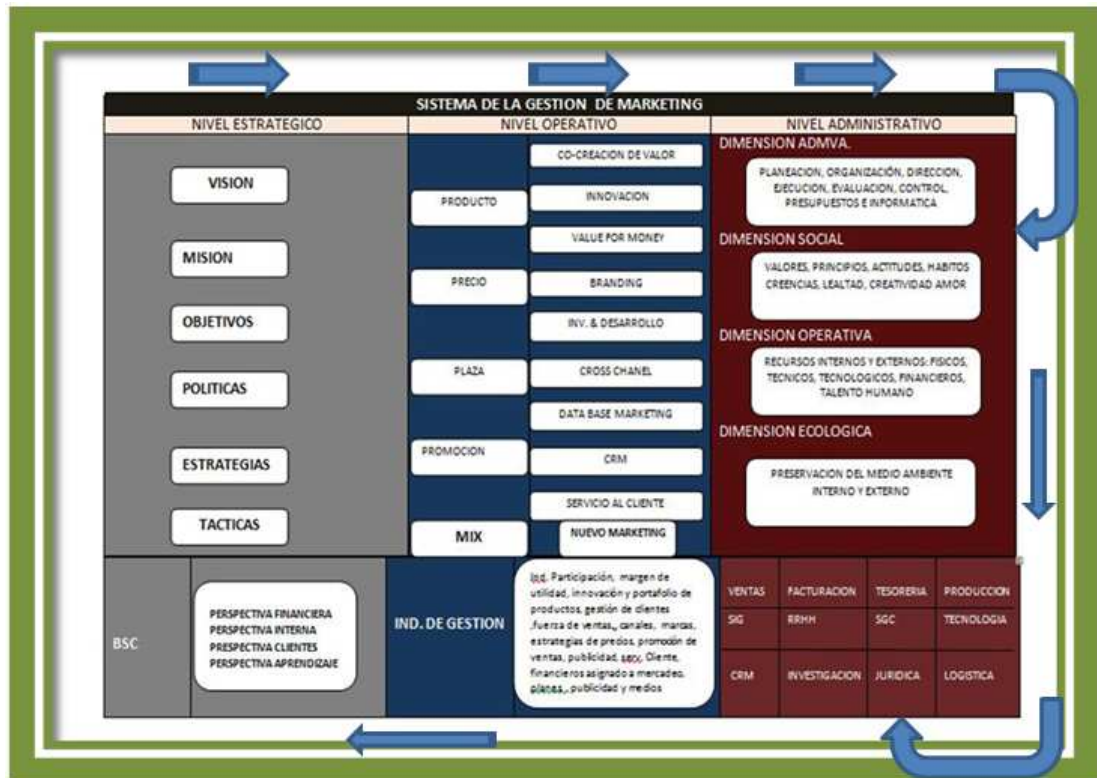 SISTEMA DE LA GESTION DE MARKETING
NIVEL ESTRATEGICO
NIVEL OPERATIVO
NIVEL ADMINISTRATIVO
VISION
MISION
OBJETIVOS
POLITICAS
ESTRATEGIAS
TACTICAS
PRODUCTO
PRECIO
PLAZA
PROMOCION
MIX
CO-CREACION DE VALOR
INNOVACION
VALUE FOR MONEY
BRANDING
INV. & DESARROLLO
CROSS CHANEL
DATA BASE MARKETING
CRM
SERVICIO AL CLIENTE
NUEVO MARKETING
DIMENSION ADMVA.
PLANEACION, ORGANIZACIÓN, DIRECCION,
EJECUCION, EVALUACION, CONTROL,
PRESUPUESTOS E INFORMATICA
DIMENSION SOCIAL
VALORES, PRINCIPIOS, ACTITUDES, HABITOS
CREENCIAS, LEALTAD, CREATIVIDAD AMOR
DIMENSION OPERATIVA
RECURSOS INTERNOS Y EXTERNOS: FISICOS,
TECNICOS, TECNOLOGICOS, FINANCIEROS,
TALENTO HUMANO
DIMENSION ECOLOGICA
PRESERVACION DEL MEDIO AMBIENTE
INTERNO Y EXTERNO
BSC
PERSPECTIVA FINANCIERA
PERSPECTIVA INTERNA
PRESPECTIVA CLIENTES
PERSPECTIVA APRENDIZAJE
IND. DE GESTION
Ind. Participación, margen de
utilidad, innovación y portafolio de
productos, gestión de clientes
,fuerza de ventas,, canales, marcas,
estrategias de precios, promoción de
ventas, publicidad, serv. Cliente,
financieros asignado a mercadeo,
planes,, publicidad y medios
VENTAS FACTURACION TESORERIA PRODUCCION
SIG RRHH SGC TECNOLOGIA
CRM INVESTIGACION JURIDICA LOGISTICA